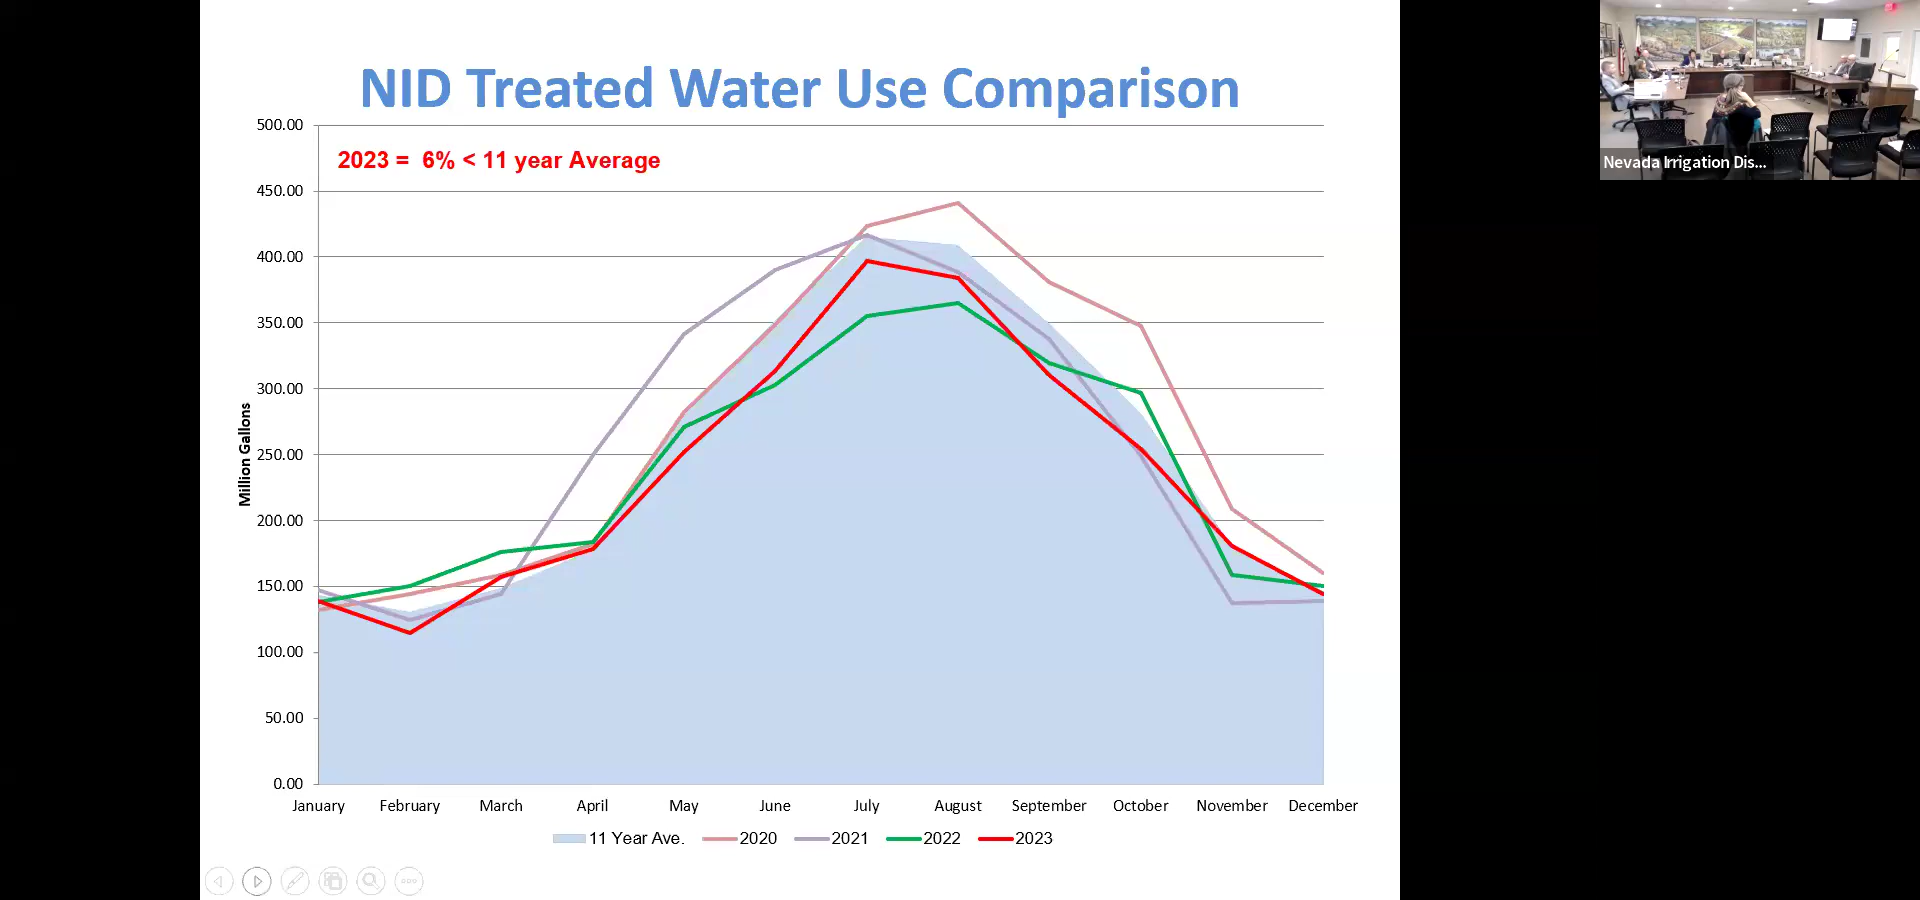 NID Treated Water Use Comparison
2023 = 6% < 11 year Average
Million Gallons
500.00
450.00
400.00
350.00
300.00
250.00
200.00
150.00
100.00
50.00
0.00
January February March April May June July August September October November December
11 Year Ave. 2020 2021 2022 2023
Nevada Irrigation Dis...